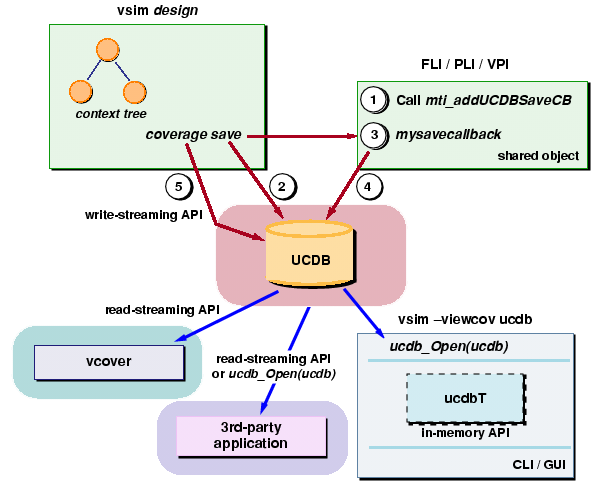 vsim design
FLI / PLI / VPI
context tree
coverage save
1 Call mti_addUCDBSaveCB
3 mysavecallback
shared object
5
2
4
write-streaming API
UCDB
read-streaming API
vcover
read-streaming API
or ucdb_Open(ucdb)
3rd-party
application
vsim –viewcov ucdb
ucdb_Open(ucdb)
ucdbT
in-memory API
CLI / GUI